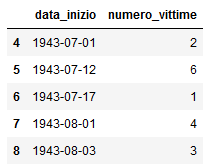 data_inizio numero_vittime
4 1943-07-01 2
5 1943-07-12 6
6 1943-07-17 1
7 1943-08-01 4
8 1943-08-03 3